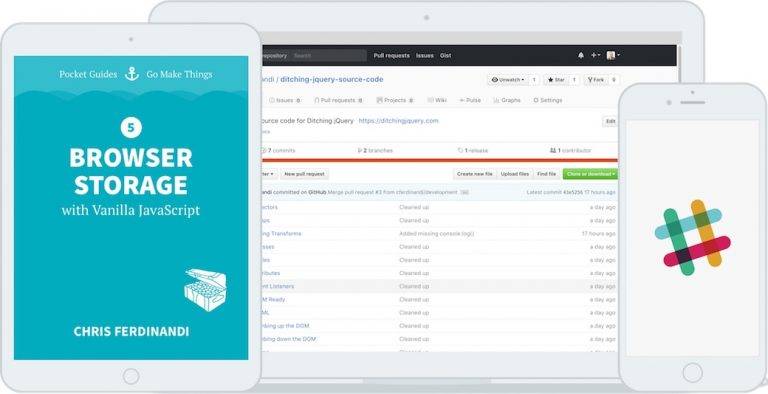 Pocket Guides Go Make Things
5
BROWSER
STORAGE
with Vanilla JavaScript
CHRIS FERDINANDI
repository Search Pull requests Issues Gist
andi / ditching-jquery-source-code Unwatch 1 Star 1 Fork 0
Issues 0 Pull requests 0 Projects 0 Wiki Pulse Graphs Settings
ource code for Ditching jQuery https://ditchingjquery.com Edit
7 commits 2 branches 1 release 1 contributor
New pull request Create new file Upload files Find file Clone or download
andi committed on GitHub Merge pull request #3 from cferdinandi/development Latest commit 43e5256 17 hours ago
ectors Cleaned up a day ago
ops Cleaned up a day ago
ing Transforms Added missing console.log() 17 hours ago
sses Cleaned up a day ago
les Cleaned up a day ago
ributes Cleaned up a day ago
ent Listeners Cleaned up a day ago
M Ready Cleaned up a day ago
ML Cleaned up a day ago
mbing up the DOM Cleaned up a day ago
mbing down the DOM Cleaned up a day ago